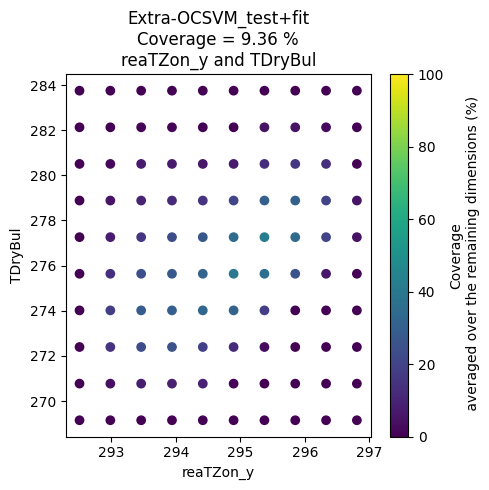 Extra-OCSVM_test+fit
Coverage = 9.36 %
reaTZon_y and TDryBul
284
282
280
278
276
274
272
270
TDryBul
293
294
295
296
297
reaTZon_y
100
80
60
40
20
0
Coverage
averaged over the remaining dimensions (%)